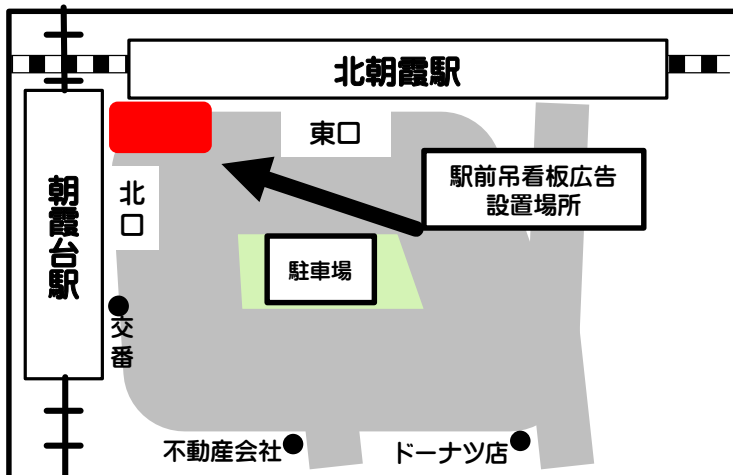 北朝霞駅
東口
駅前吊看板広告
設置場所
北口
朝霞台駅
駐車場
交番
不動産会社
ドーナツ店